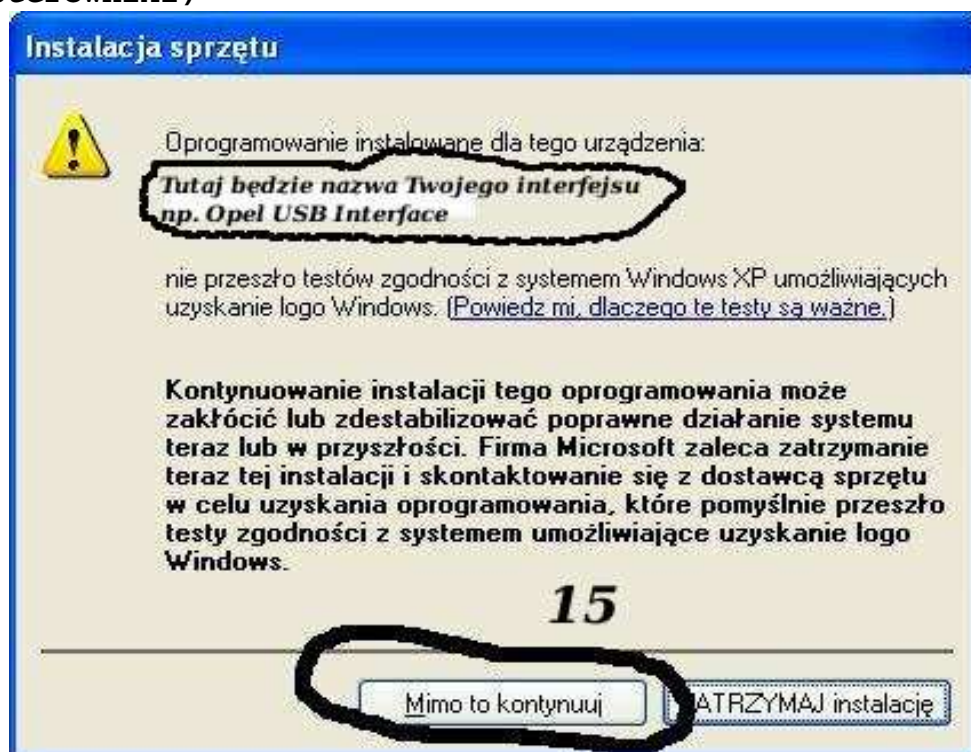 Instalacja sprzętu
Oprogramowanie instalowane dla tego urządzenia:
Tutaj będzie nazwa Twojego interfejsu
np. Opel USB Interface
nie przeszło testów zgodności z systemem Windows XP umożliwiających
uzyskanie logo Windows. (Powiedz mi, dlaczego te testy są ważne.)
Kontynuowanie instalacji tego oprogramowania może
zakłócić lub zdestabilizować poprawne działanie systemu
teraz lub w przyszłości. Firma Microsoft zaleca zatrzymanie
teraz tej instalacji i skontaktowanie się z dostawcą sprzętu
w celu uzyskania oprogramowania, które pomyślnie przeszło
testy zgodności z systemem umożliwiające uzyskanie logo
Windows.
15
Mimo to kontynuuj
ATRZYMAJ instalację